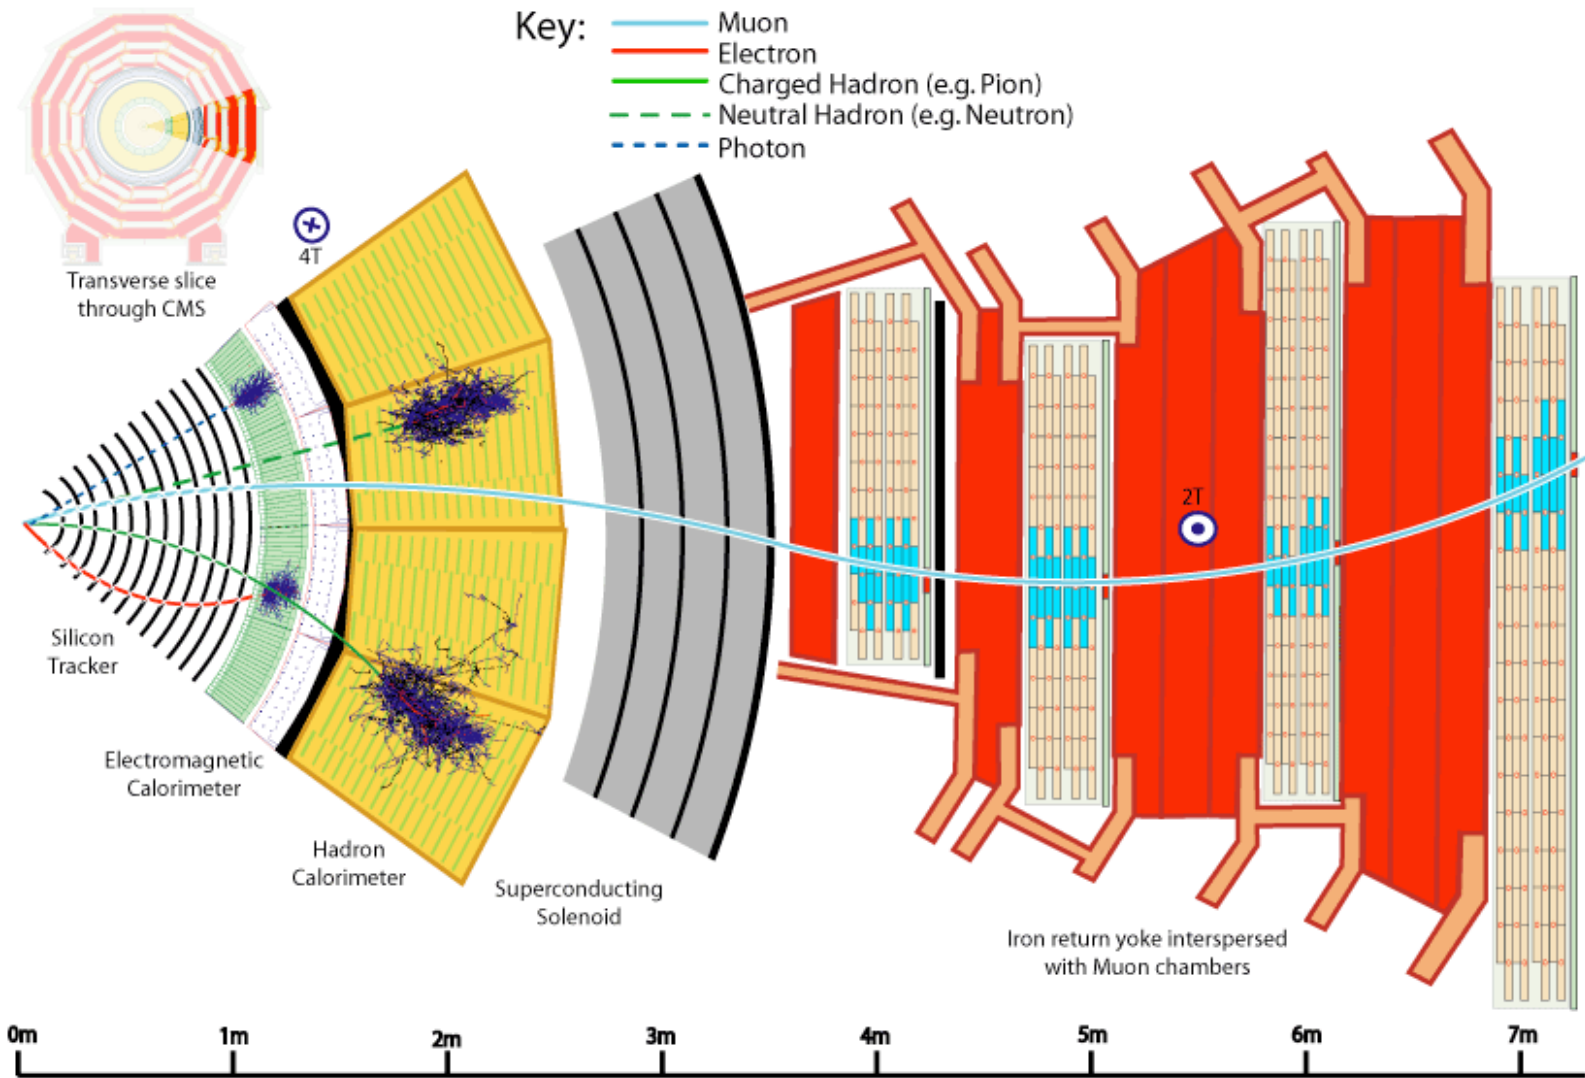 Key:
Muon
Electron
Charged Hadron (e.g. Pion)
Neutral Hadron (e.g. Neutron)
Photon
Transverse slice
through CMS
4T
2T
Silicon
Tracker
Electromagnetic
Calorimeter
Hadron
Calorimeter
Superconducting
Solenoid
Iron return yoke interspersed
with Muon chambers
0m 1m 2m 3m 4m 5m 6m 7m